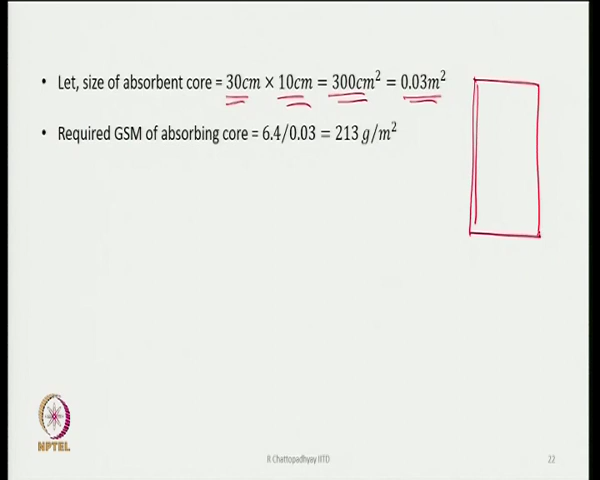 • Let, size of absorbent core = 30cm × 10cm = 300cm² = 0.03m²
• Required GSM of absorbing core = 6.4/0.03 = 213 g/m²
NPTEL
R Chattopadhyay IITD
22